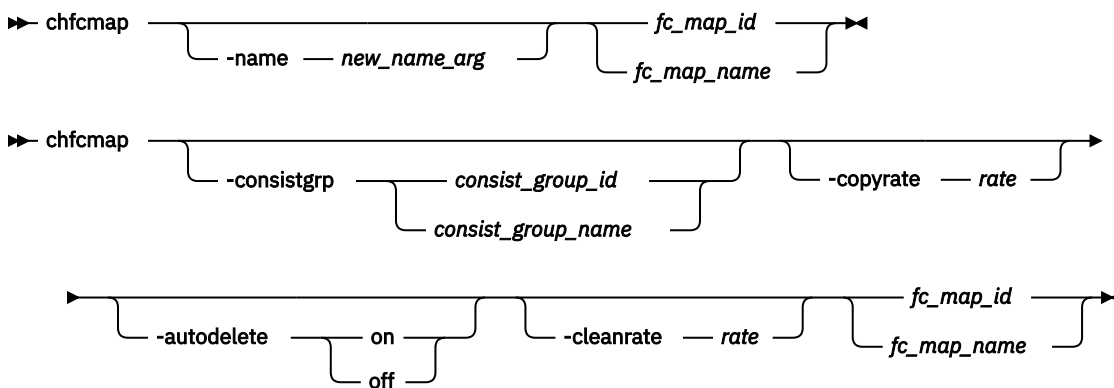 chfcmap fc_map_id
-name new_name_arg fc_map_name
chfcmap
-consistgrp consist_group_id -copyrate rate
consist_group_name
fc_map_id
-autodelete on -cleanrate rate fc_map_name
off